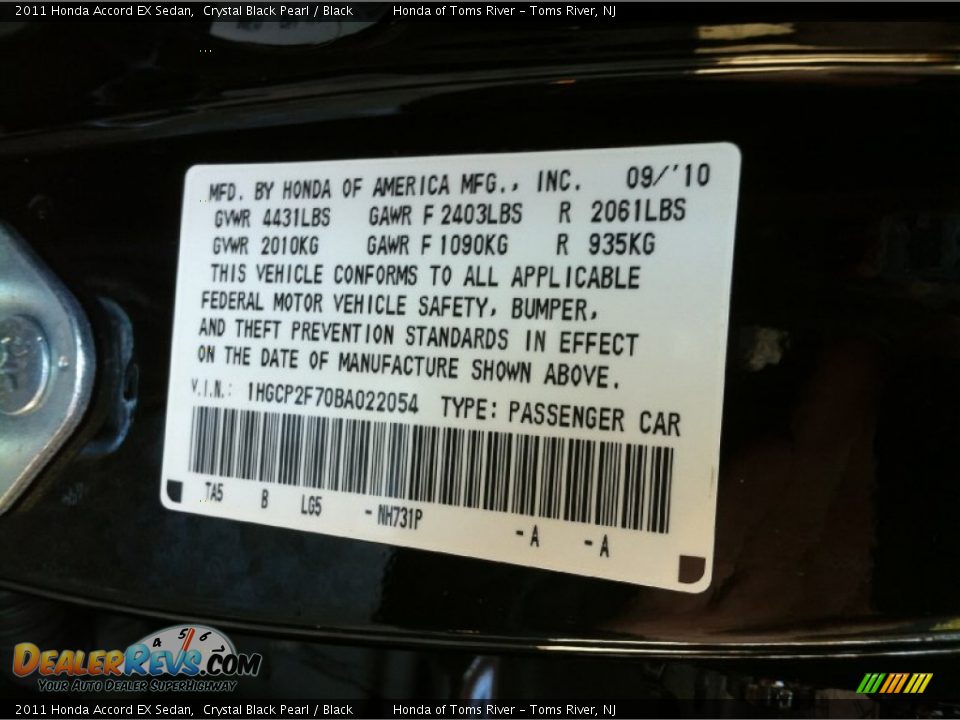 2011 Honda Accord EX Sedan, Crystal Black Pearl / Black Honda of Toms River - Toms River, NJ
MFD. BY HONDA OF AMERICA MFG., INC. 09/'10
GVWR 4431LBS GAWR F 2403LBS R 2061LBS
GVWR 2010KG GAWR F 1090KG R 935KG
THIS VEHICLE CONFORMS TO ALL APPLICABLE
FEDERAL MOTOR VEHICLE SAFETY, BUMPER,
AND THEFT PREVENTION STANDARDS IN EFFECT
ON THE DATE OF MANUFACTURE SHOWN ABOVE.
V.I.N.: 1HGCP2F70BA022054 TYPE: PASSENGER CAR
TA5 B LG5 -NH731P -A -A
4 5 6
DEALERREVS.COM
YOUR AUTO DEALER SUPERHIGHWAY
2011 Honda Accord EX Sedan, Crystal Black Pearl / Black Honda of Toms River - Toms River, NJ